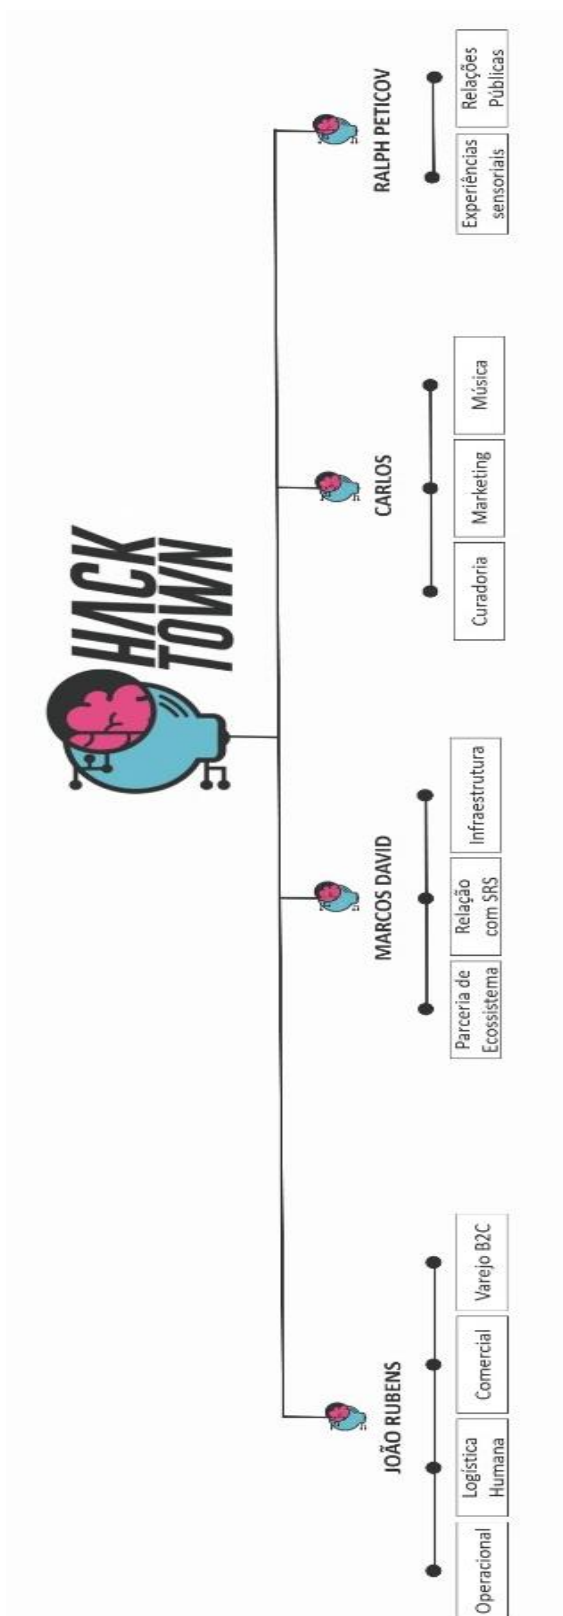 HACK
TOWN
JOÃO RUBENS
Operacional
Logística
Humana
Comercial
Varejo B2C
MARCOS DAVID
Parceria de
Ecossistema
Relação
com SRS
Infraestrutura
CARLOS
Curadoria
Marketing
Música
RALPH PETICOV
Experiências
sensoriais
Relações
Públicas